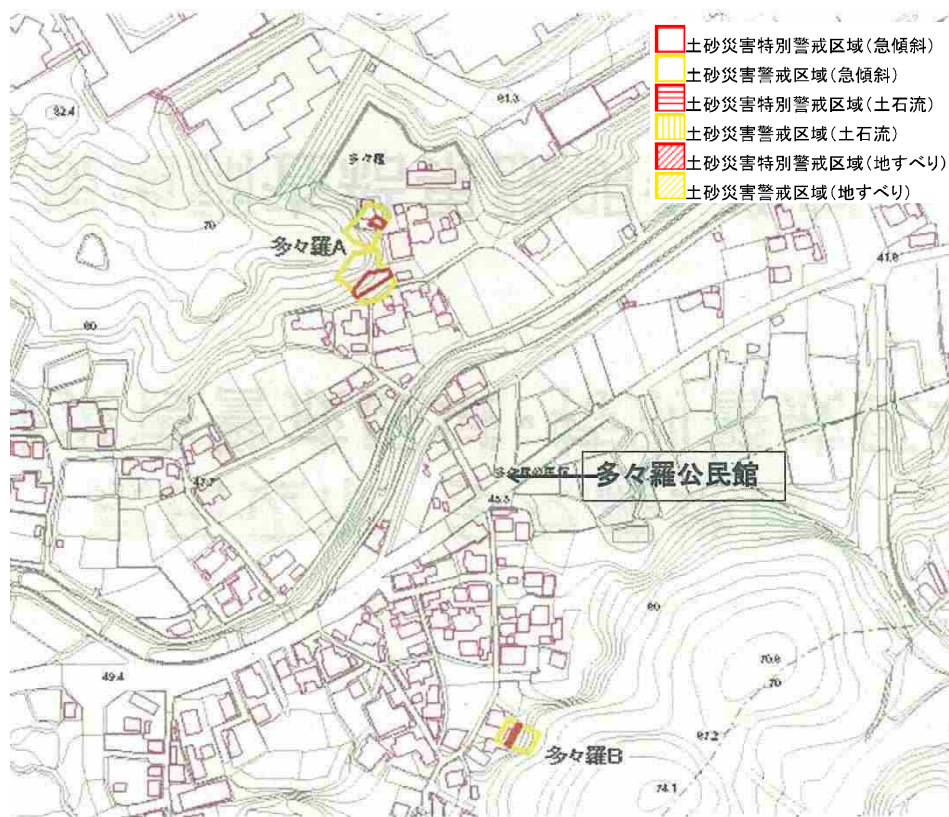 土砂災害特別警戒区域(急傾斜)
土砂災害警戒区域(急傾斜)
土砂災害特別警戒区域(土石流)
土砂災害警戒区域(土石流)
土砂災害特別警戒区域(地すべり)
土砂災害警戒区域(地すべり)
82.4
多々羅
70
多々羅A
41.8
60
多々羅公民館
45.5
60
70
49.4
多々羅B
74.1